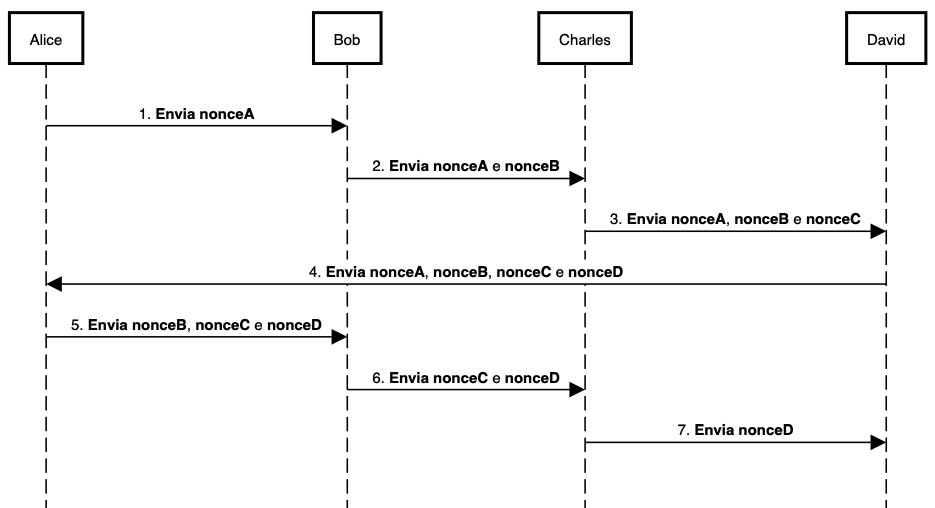 Alice
Bob
Charles
David
1. Envia nonceA
2. Envia nonceA e nonceB
3. Envia nonceA, nonceB e nonceC
4. Envia nonceA, nonceB, nonceC e nonceD
5. Envia nonceB, nonceC e nonceD
6. Envia nonceC e nonceD
7. Envia nonceD